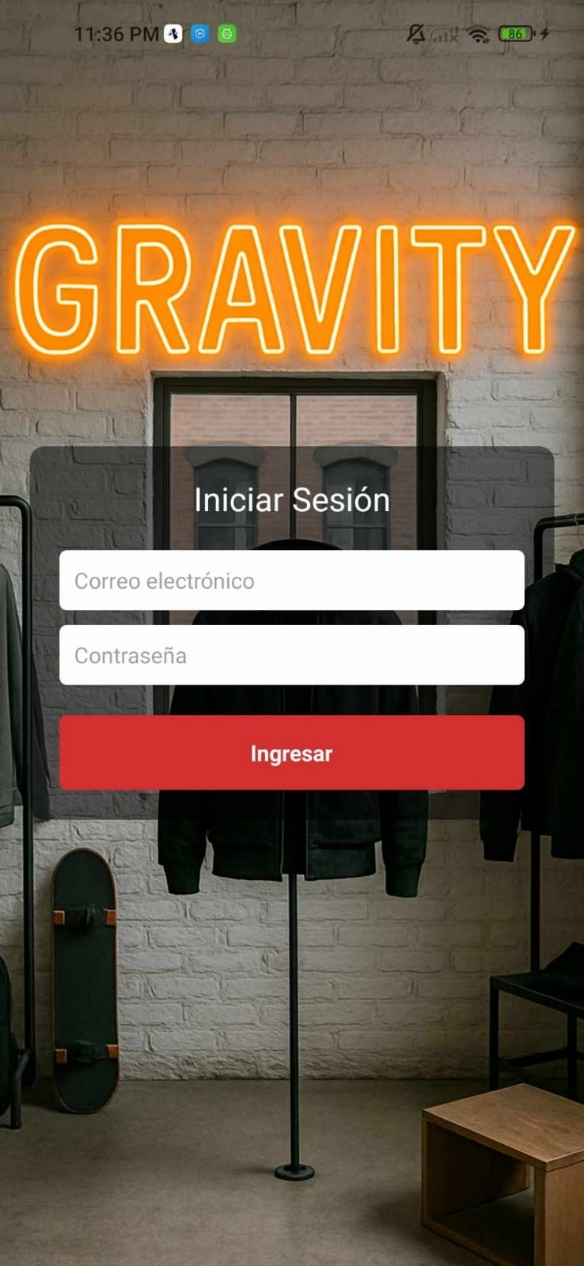 11:36 PM
86
GRAVITY
Iniciar Sesión
Correo electrónico
Contraseña
Ingresar